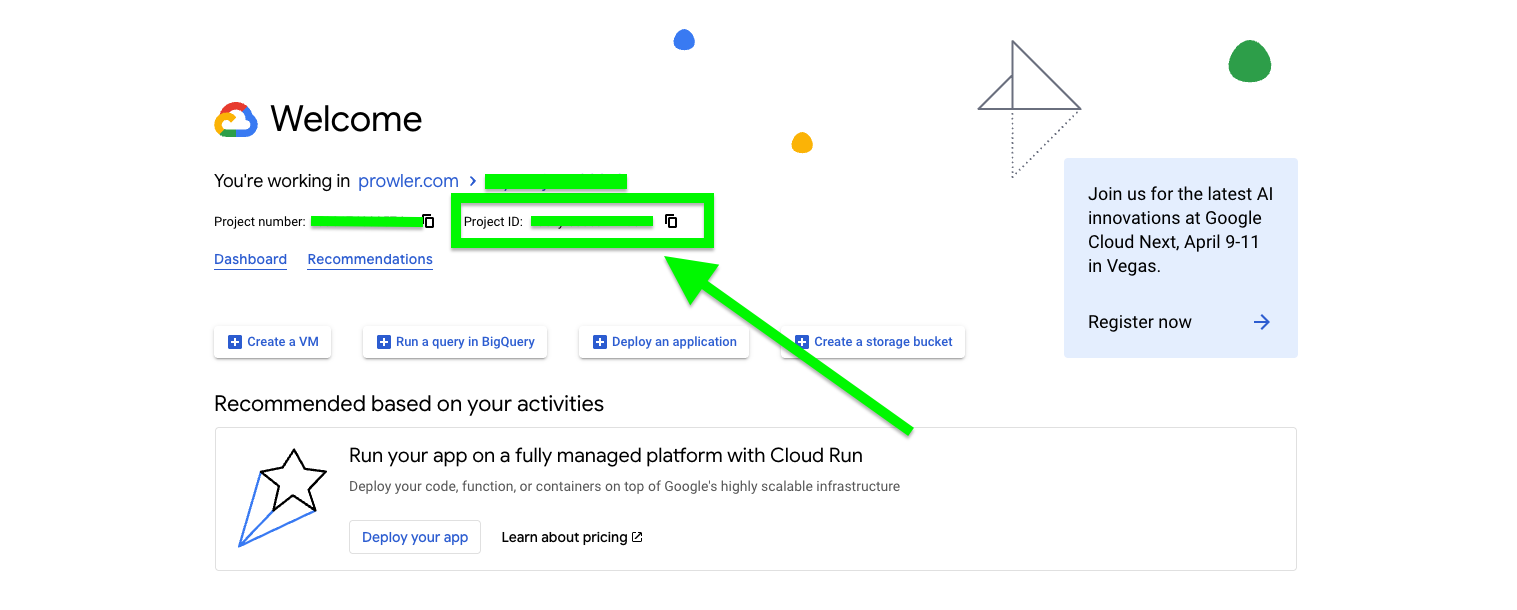 Welcome
You're working in prowler.com
Project number:
Project ID:
Dashboard Recommendations
Join us for the latest AI
innovations at Google
Cloud Next, April 9-11
in Vegas.
Register now
Create a VM
Run a query in BigQuery
Deploy an application
Create a storage bucket
Recommended based on your activities
Run your app on a fully managed platform with Cloud Run
Deploy your code, function, or containers on top of Google's highly scalable infrastructure
Deploy your app
Learn about pricing